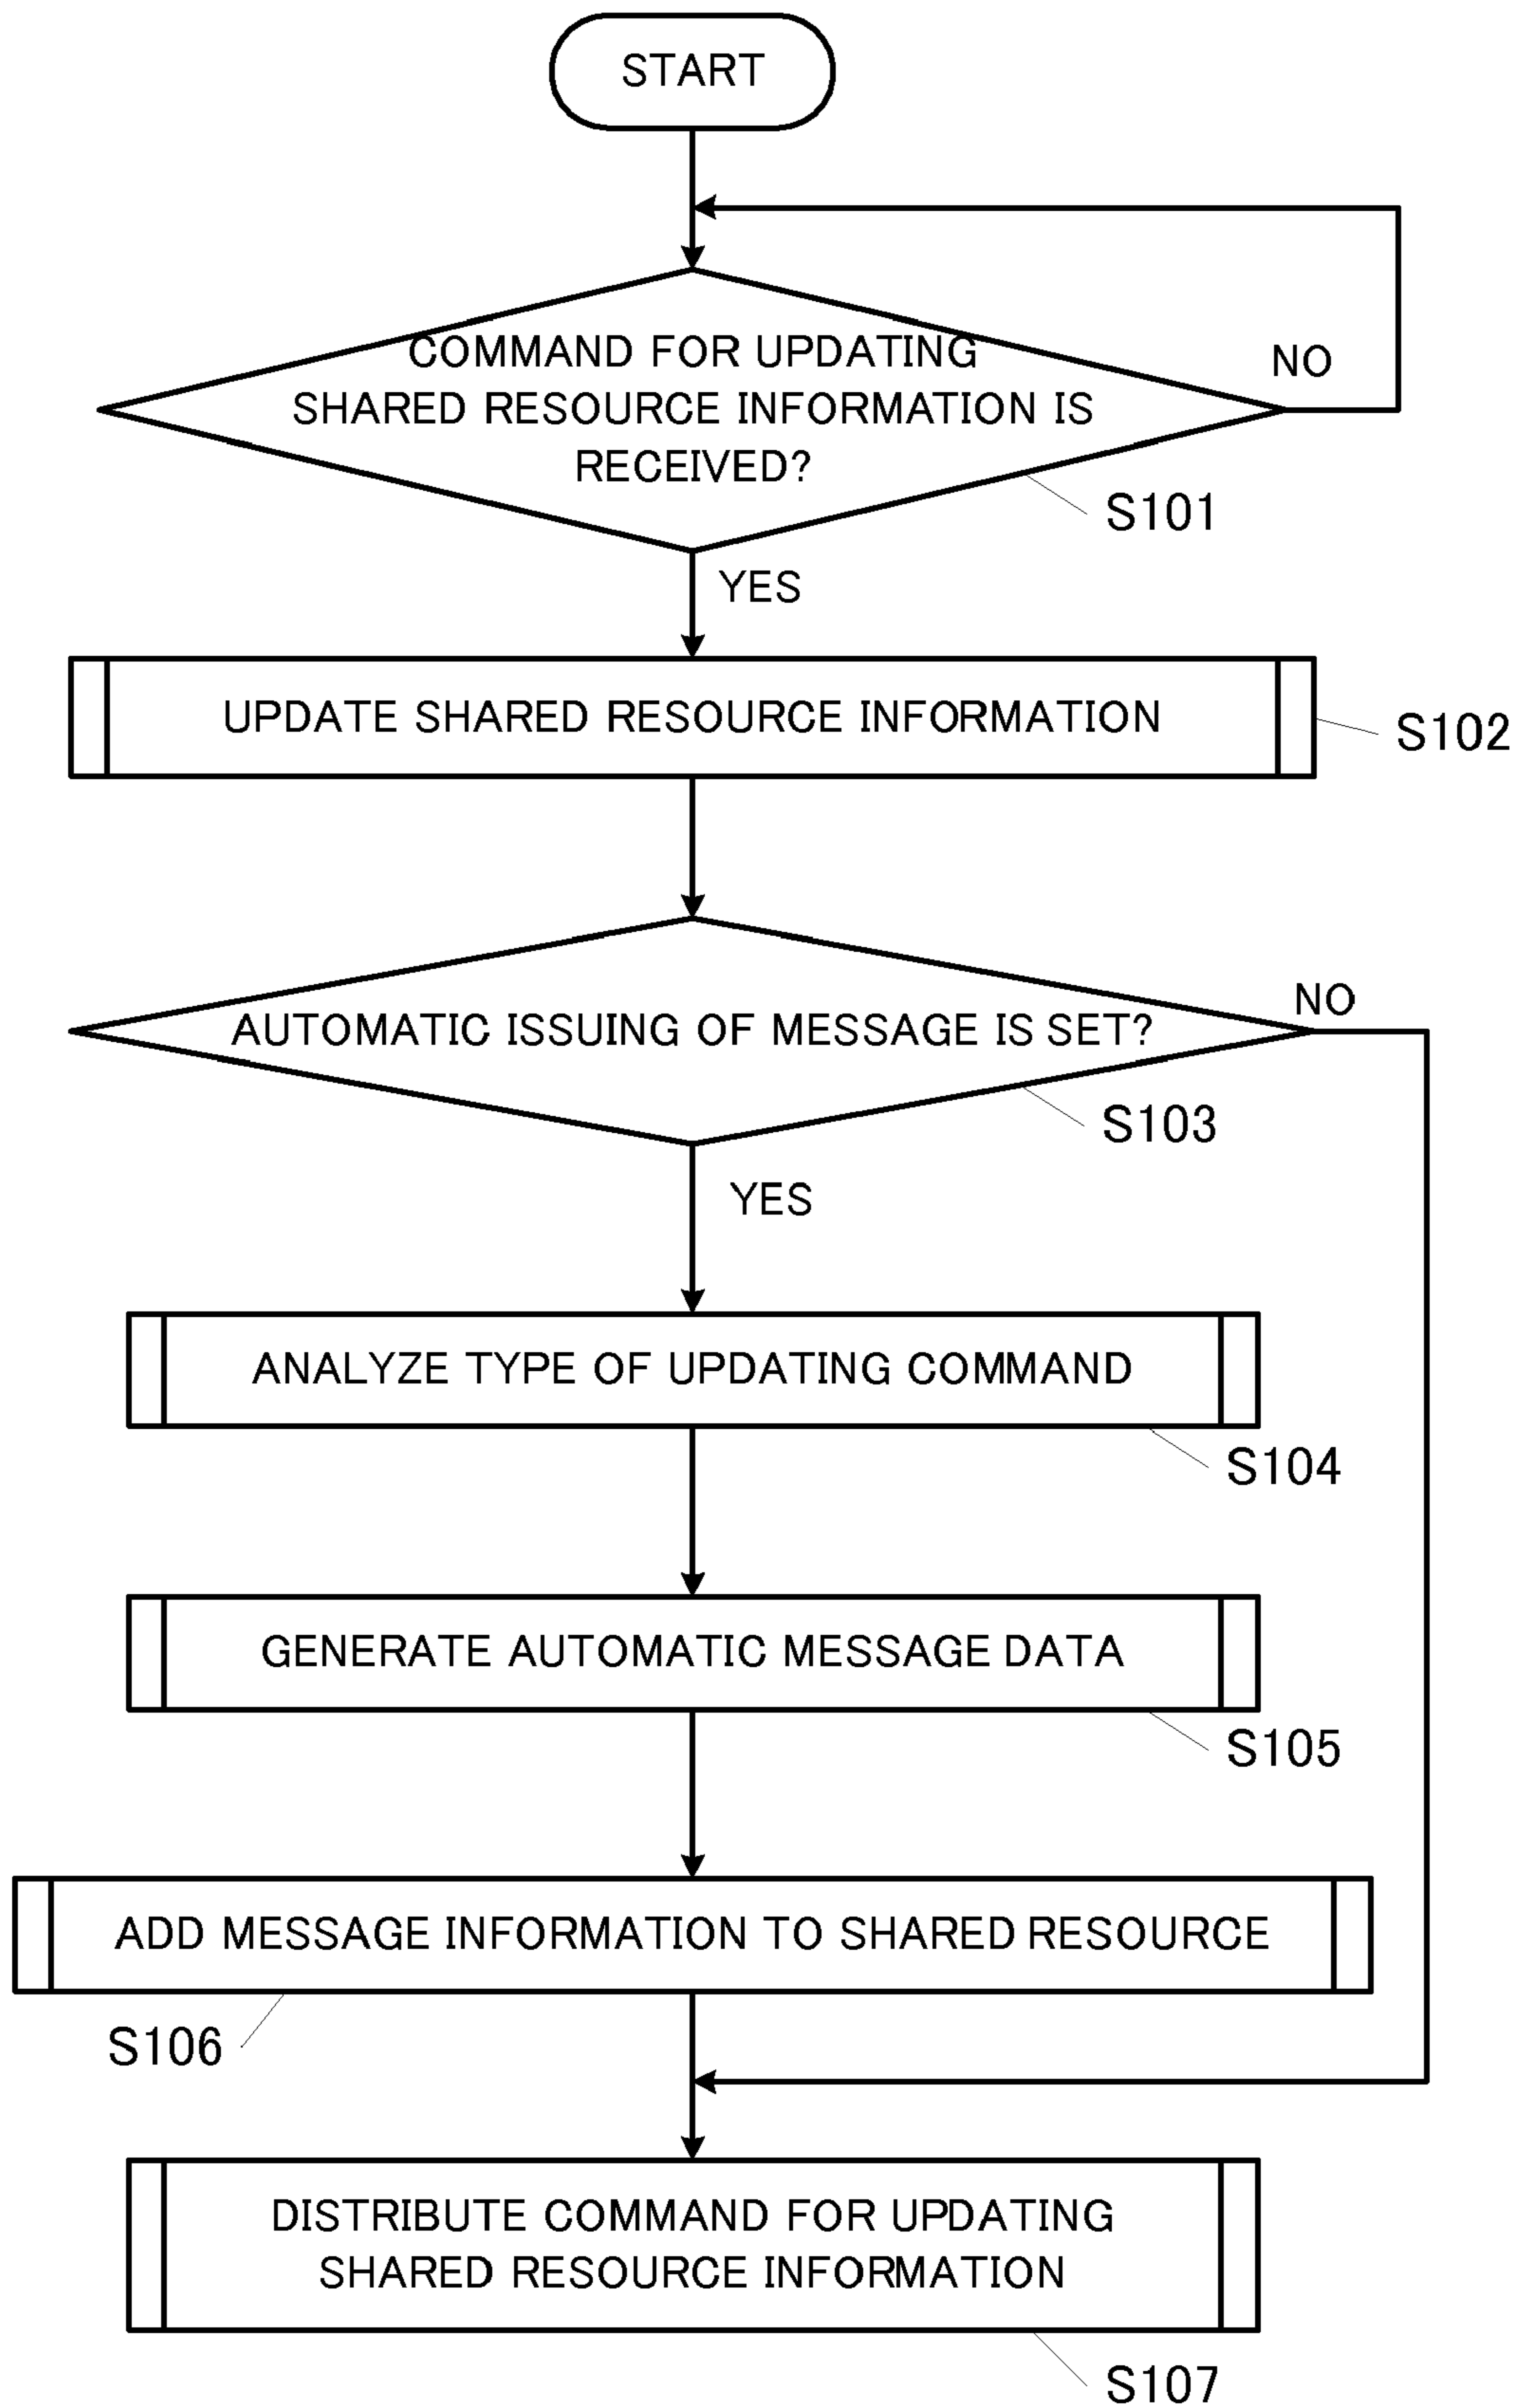 START
COMMAND FOR UPDATING
SHARED RESOURCE INFORMATION IS
RECEIVED?
NO
S101
YES
UPDATE SHARED RESOURCE INFORMATION
S102
AUTOMATIC ISSUING OF MESSAGE IS SET?
NO
S103
YES
ANALYZE TYPE OF UPDATING COMMAND
S104
GENERATE AUTOMATIC MESSAGE DATA
S105
ADD MESSAGE INFORMATION TO SHARED RESOURCE
S106
DISTRIBUTE COMMAND FOR UPDATING
SHARED RESOURCE INFORMATION
S107